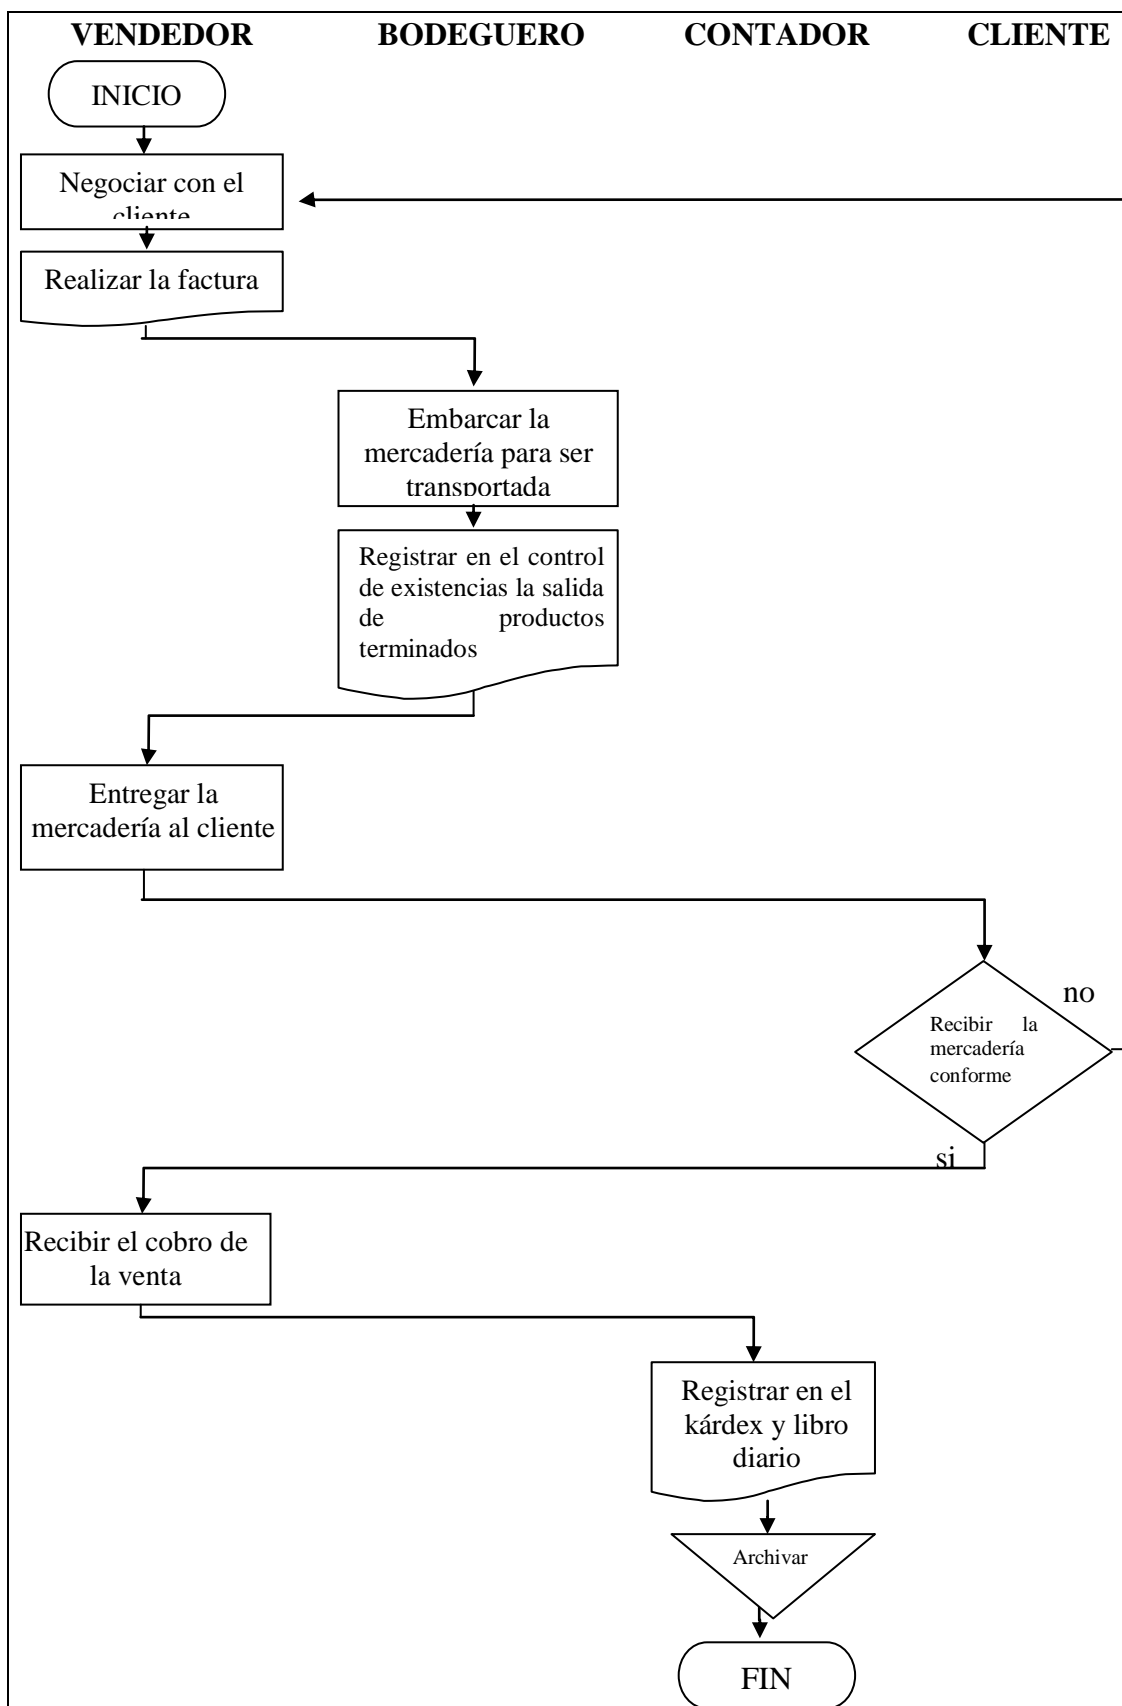 VENDEDOR BODEGUERO CONTADOR CLIENTE
INICIO
Negociar con el
cliente
Realizar la factura
Embarcar la
mercadería para ser
transportada
Registrar en el control
de existencias la salida
de productos
terminados
Entregar la
mercadería al cliente
no
Recibir la
mercadería
conforme
si
Recibir el cobro de
la venta
Registrar en el
kárdex y libro
diario
Archivar
FIN